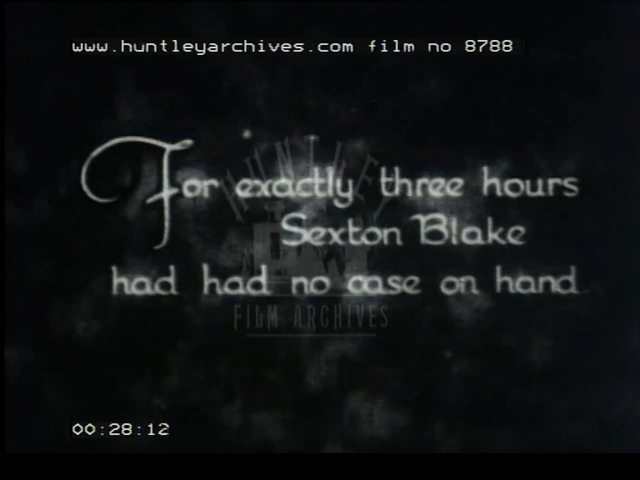 www.huntleyarchives.com film no 8788
For exactly three hours
Sexton Blake
had had no case on hand.
HUNTLEY
FILM ARCHIVES
00:28:12